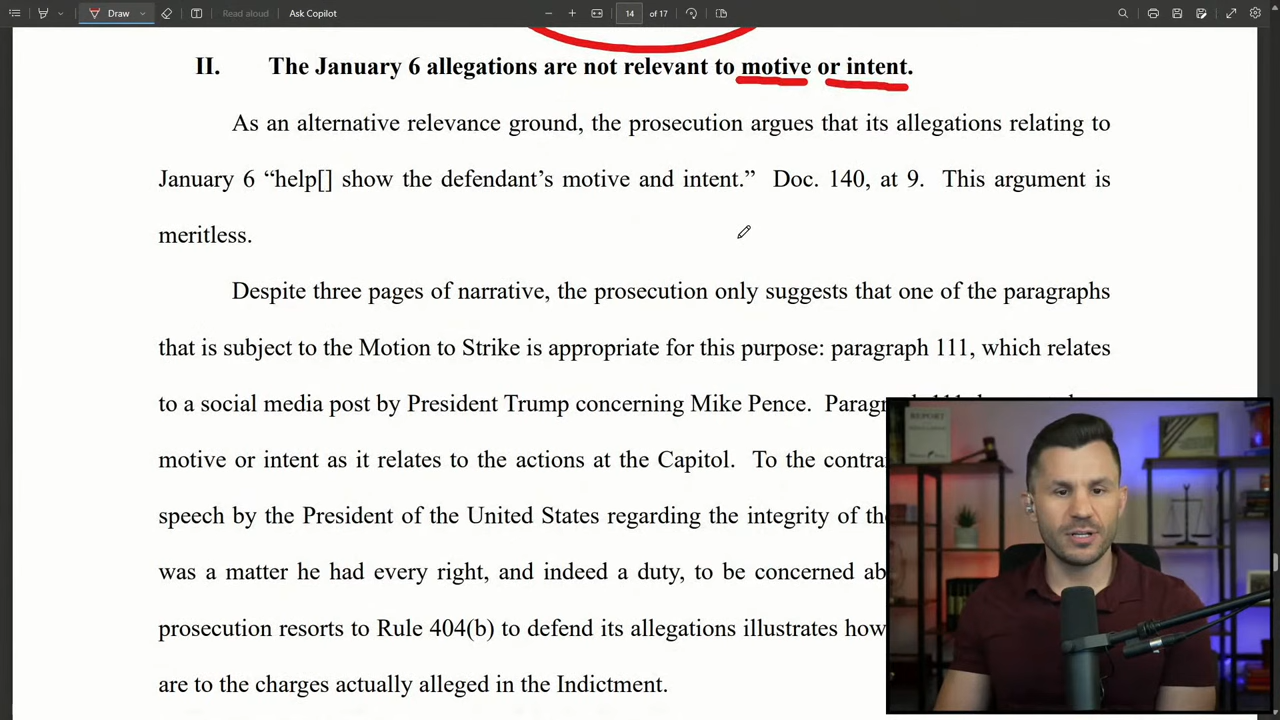 Draw
Read aloud
Ask Copilot
14 of 17
II. The January 6 allegations are not relevant to motive or intent.
As an alternative relevance ground, the prosecution argues that its allegations relating to
January 6 “help[] show the defendant’s motive and intent.” Doc. 140, at 9. This argument is
meritless.
Despite three pages of narrative, the prosecution only suggests that one of the paragraphs
that is subject to the Motion to Strike is appropriate for this purpose: paragraph 111, which relates
to a social media post by President Trump concerning Mike Pence.
motive or intent as it relates to the actions at the Capitol. To the
speech by the President of the United States regarding the integrity of
was a matter he had every right, and indeed a duty, to be concerned
prosecution resorts to Rule 404(b) to defend its allegations illustrates how
are to the charges actually alleged in the Indictment.
REPORT